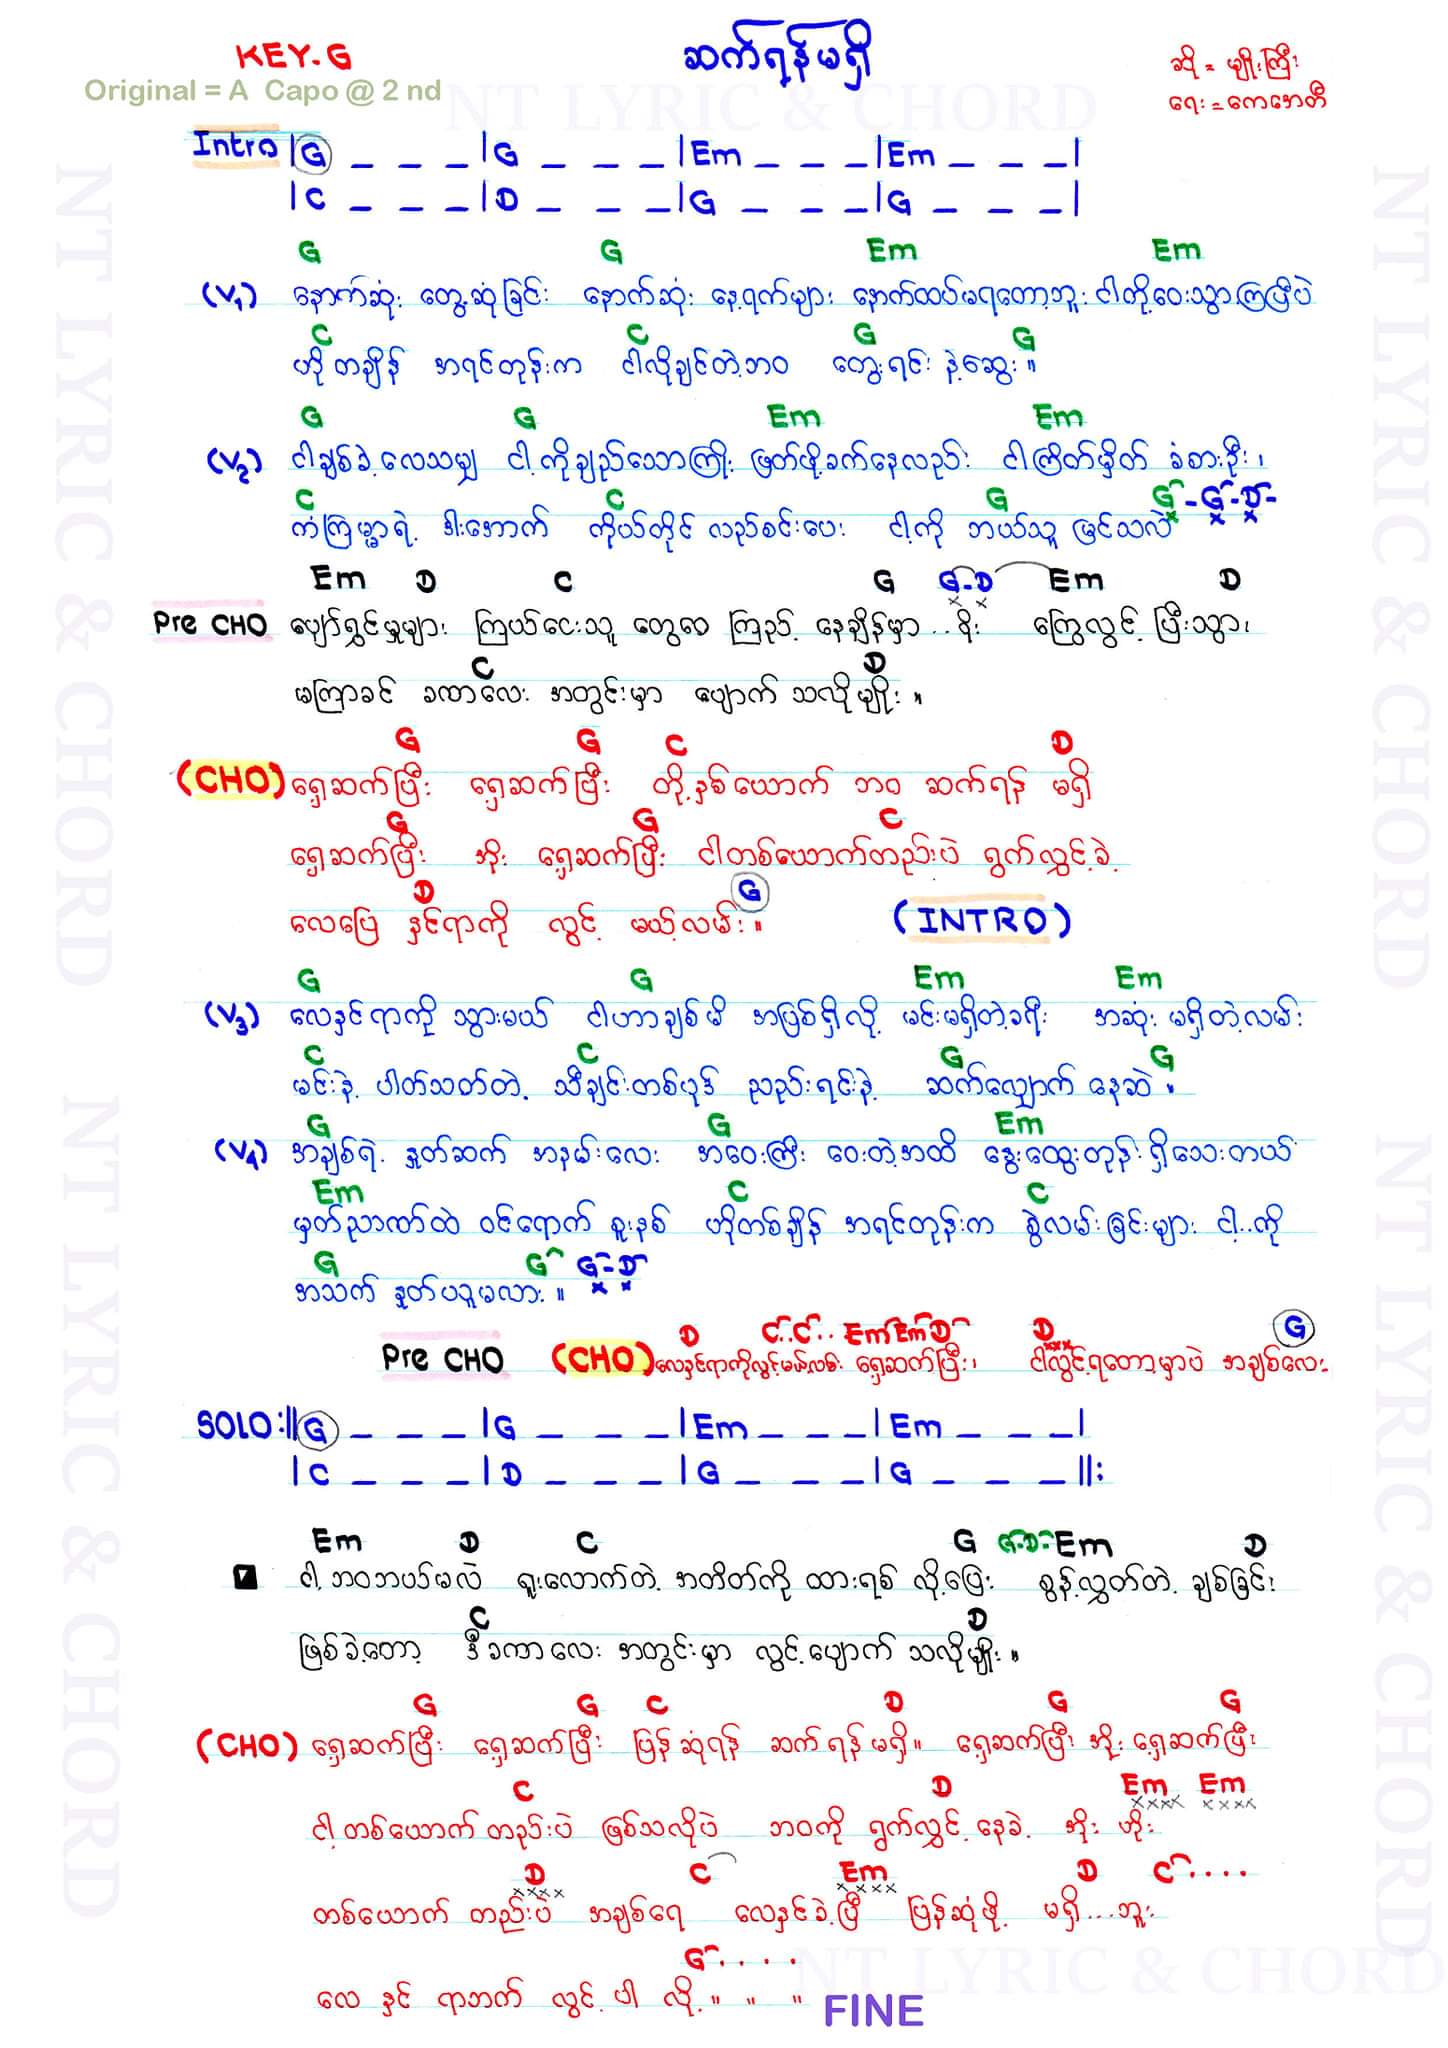 KEY.G
ဆက်ရန်မရှိ
ဆို = မျိုးကြီး
Original = A Capo @ 2 nd
ရေး = ကေအေတီ
NT LYRIC & CHORD
Intro |G _ _ _ |G _ _ _ |Em _ _ _ |Em _ _ _ |
|C _ _ _ |D _ _ _ |G _ _ _ |G _ _ _ |
G G Em Em
(V1) နောက်ဆုံး တွေ့ဆုံခြင်း နောက်ဆုံး နေ့ရက်များ နောက်ထပ်မရတော့ဘူး ငါတို့ဝေးသွားကြပြီပဲ
C C G G
ဟိုတချိန် အရင်တုန်းက ငါလိုချင်တဲ့ဘဝ တွေးရင်း နဲ့ဆွေး။
G G Em Em
(V2) ငါချစ်ခဲ့လေသမျှ ငါ့ကိုချည်သောကြိုး ဖြတ်ဖို့ခက်နေလည်း ငါကြိတ်မှိတ် ခံစားဦး၊
C C G G - G - D -
ကံကြမ္မာရဲ့ ဒါးအောက် ကိုယ်တိုင် လည်စင်းပေး ငါ့ကို ဘယ်သူ မြင်သလဲ
Em D C G G-D Em D
Pre CHO ပျော်ရွှင်မှုများ ကြယ်ငေးသူ တွေဝေ ကြည့် နေချိန်မှာ .. ခိုး ကြွေလွင့် ပြီးသွား
C D
မကြာခင် ခဏလေး အတွင်းမှာ ပျောက် သလိုမျိုး။
G G C D
(CHO) ရှေ့ဆက်ပြီး ရှေ့ဆက်ပြီး တို့နှစ်ယောက် ဘဝ ဆက်ရန် မရှိ
G G C
ရှေ့ဆက်ပြီး အိုး ရှေ့ဆက်ပြီး ငါတစ်ယောက်တည်းပဲ ရွက်လွှင့်ခဲ့
D G
လေပြေ နှင်ရာကို လွင့် မယ့်လမ်း။ (INTRO)
G G Em Em
(V3) လေနှင်ရာကို သွားမယ် ငါဟာချစ်မိ အပြစ်ရှိလို့ မင်းမရှိတဲ့ခရီး အဆုံး မရှိတဲ့လမ်း
C C G G
မင်းနဲ့ ပါတ်သတ်တဲ့ သီချင်းတစ်ပုဒ် ညည်းရင်းနဲ့ ဆက်လျှောက် နေဆဲ။
G G Em
(V4) အချစ်ရဲ့ နှုတ်ဆက် အနမ်းလေး အဝေးကြီး ဝေးတဲ့အထိ နွေးထွေးတုန်း ရှိသေးတယ်
Em C C
မှတ်ညာဏ်ထဲ ဝင်ရောက် စူးနစ် ဟိုတစ်ချိန် အရင်တုန်းက စွဲလမ်းခြင်းများ ငါ့..ကို
G G G-D
အသက် နှုတ်ယူမလား။
D C..C.. Em Em D D G
Pre CHO (CHO) လေနှင်ရာကိုလွင့်မယ့်လမ်း ရှေ့ဆက်ပြီး၊ ငါလွင့်ရတော့မှာပဲ အချစ်လေး
SOLO :||G _ _ _ |G _ _ _ |Em _ _ _ |Em _ _ _ |
|C _ _ _ |D _ _ _ |G _ _ _ |G _ _ _ ||:
Em D C G G-D-Em D
ငါ့ဘဝဘယ်မလဲ ရူးလောက်တဲ့ အတိတ်ကို ထားရစ် လို့ပြေး စွန့်လွှတ်တဲ့ ချစ်ခြင်း
C D
ဖြစ်ခဲ့တော့ ဒီခဏလေး အတွင်းမှာ လွင့်ပျောက် သလိုမျိုး။
G G C D G G
(CHO) ရှေ့ဆက်ပြီး ရှေ့ဆက်ပြီး ပြန်ဆုံရန် ဆက်ရန်မရှိ။ ရှေ့ဆက်ပြီး အိုး ရှေ့ဆက်ပြီး
C D Em Em
ငါ့တစ်ယောက်တည်းပဲ ဖြစ်သလိုပဲ ဘဝကို ရွက်လွှင့်နေခဲ့ အိုး ဟိုး
D C Em D C....
တစ်ယောက် တည်းပဲ အချစ်ရေ လေနှင်ခဲ့ပြီ ပြန်ဆုံဖို့ မရှိ...ဘူး
G....
လေ နှင် ရာဘက် လွင့် ပါ လို့။ ။ ။ FINE